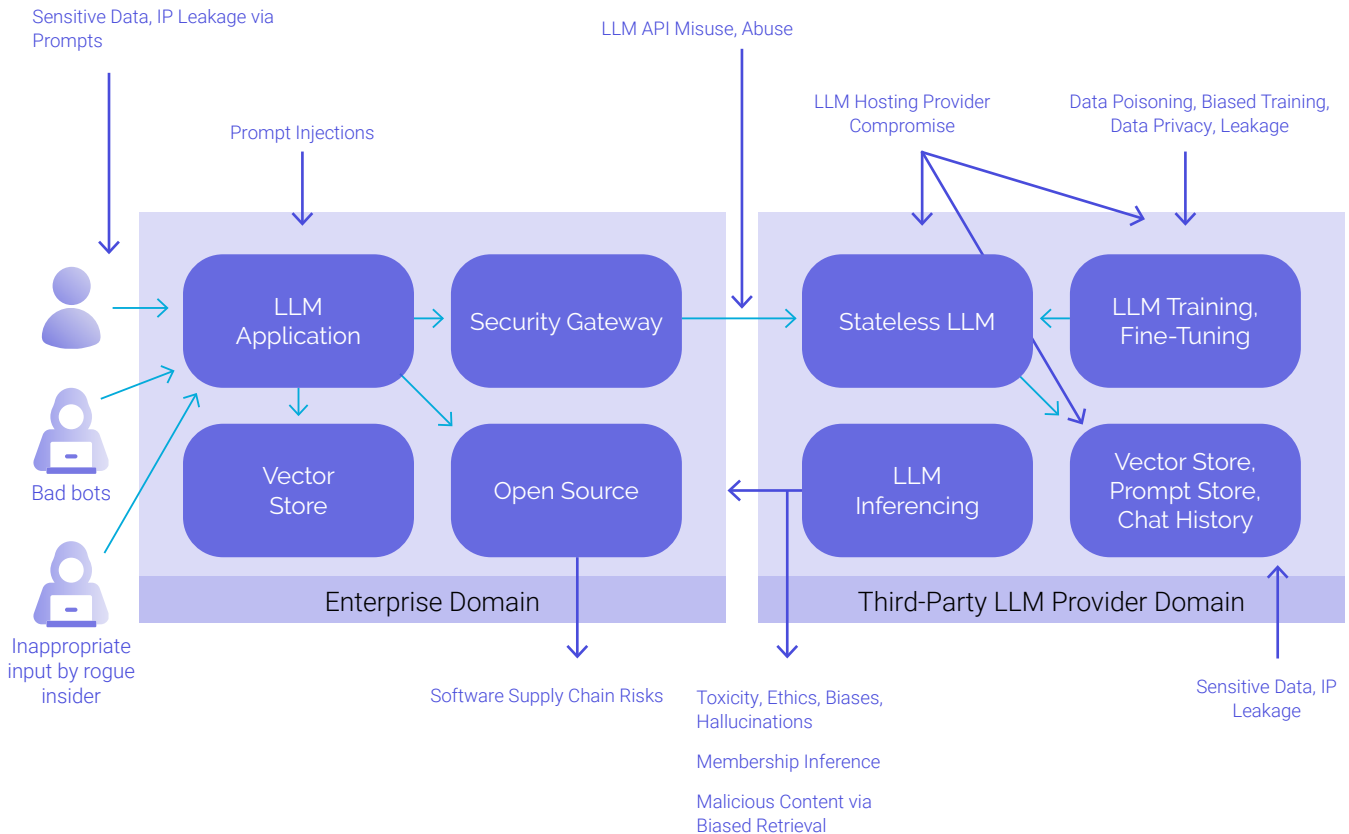 Sensitive Data, IP Leakage via
Prompts
LLM API Misuse, Abuse
LLM Hosting Provider
Compromise
Data Poisoning, Biased Training,
Data Privacy, Leakage
Prompt Injections
LLM
Application
Security Gateway
Stateless LLM
LLM Training,
Fine-Tuning
Bad bots
Vector
Store
Open Source
LLM
Inferencing
Vector Store,
Prompt Store,
Chat History
Enterprise Domain
Third-Party LLM Provider Domain
Inappropriate
input by rogue
insider
Software Supply Chain Risks
Toxicity, Ethics, Biases,
Hallucinations
Membership Inference
Malicious Content via
Biased Retrieval
Sensitive Data, IP
Leakage